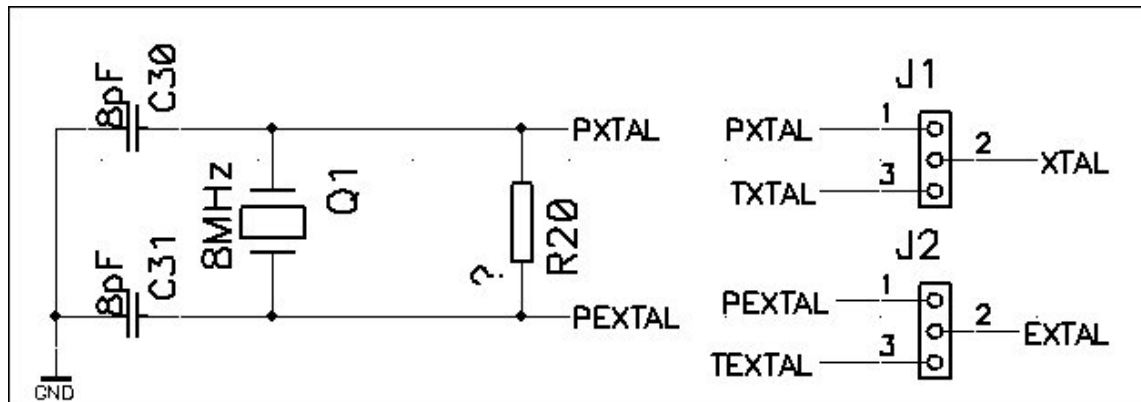 8pF
C30
PXTAL
8MHz
Q1
?
R20
8pF
C31
PEXTAL
GND
J1
PXTAL
1
2
XTAL
TXTAL
3
J2
PEXTAL
1
2
EXTAL
TEXTAL
3